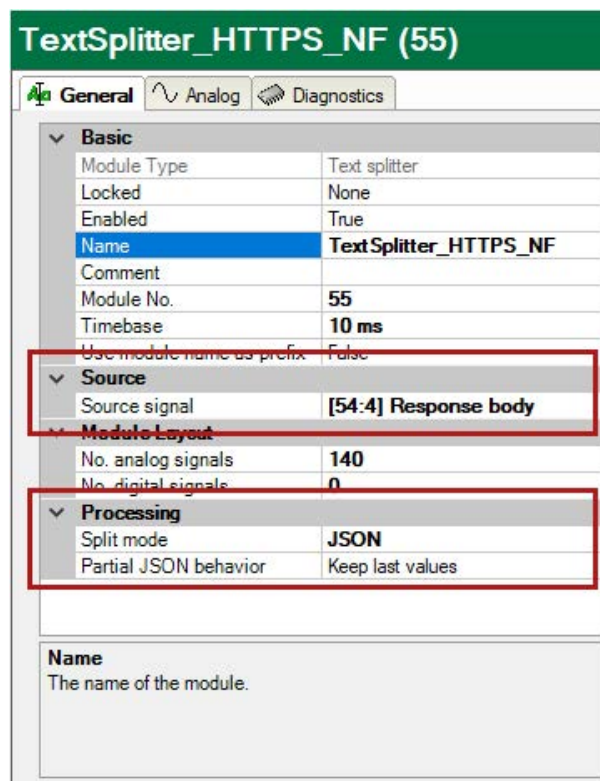 TextSplitter_HTTPS_NF (55)
General Analog Diagnostics
Basic
Module Type Text splitter
Locked None
Enabled True
Name TextSplitter_HTTPS_NF
Comment
Module No. 55
Timebase 10 ms
Use module name as prefix False
Source
Source signal [54:4] Response body
Module Layout
No. analog signals 140
No. digital signals 0
Processing
Split mode JSON
Partial JSON behavior Keep last values
Name
The name of the module.